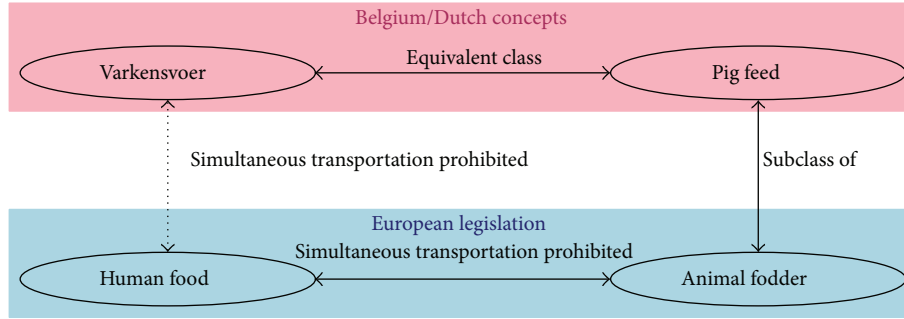 Belgium/Dutch concepts
Varkensvoer
Equivalent class
Pig feed
Simultaneous transportation prohibited
Subclass of
European legislation
Simultaneous transportation prohibited
Human food
Animal fodder